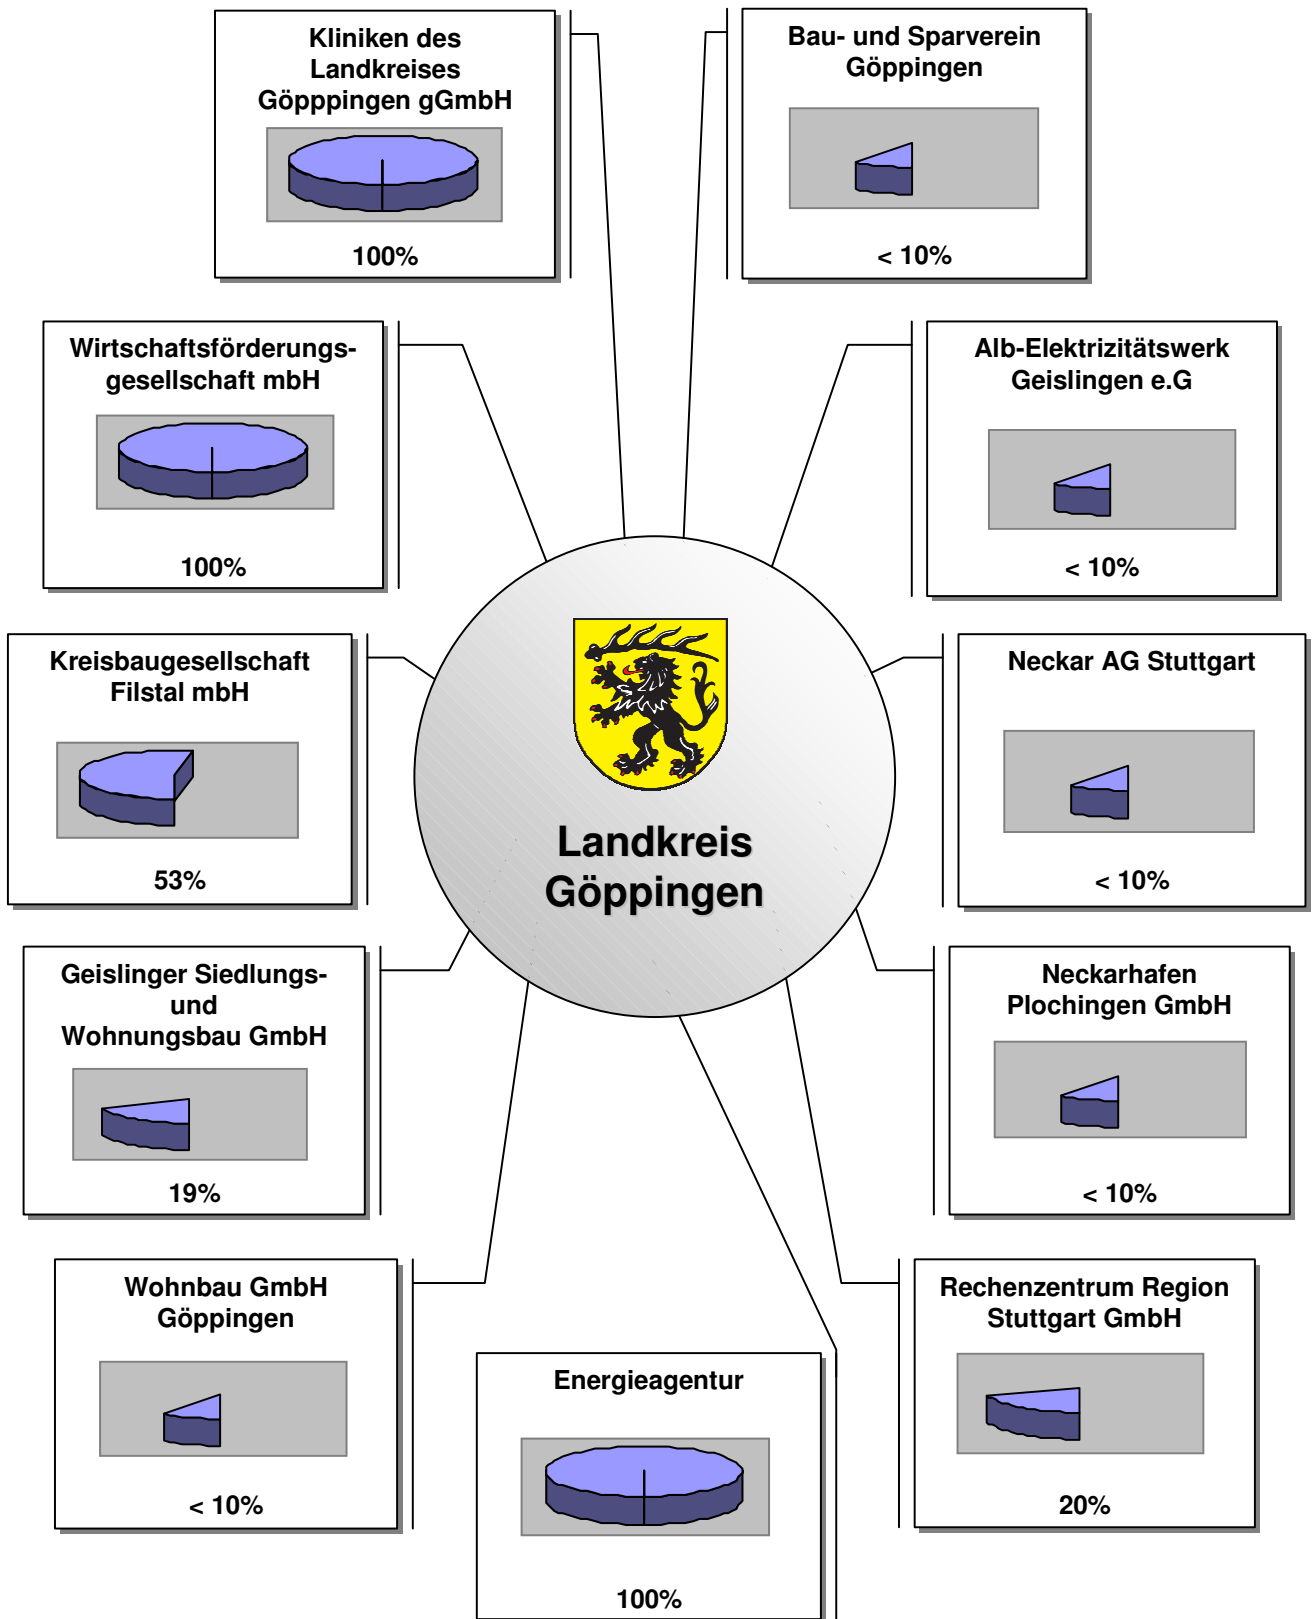 Kliniken des
Landkreises
Göpppingen gGmbH
100%
Bau- und Sparverein
Göppingen
< 10%
Wirtschaftsförderungs-
gesellschaft mbH
100%
Alb-Elektrizitätswerk
Geislingen e.G
< 10%
Kreisbaugesellschaft
Filstal mbH
53%
Neckar AG Stuttgart
< 10%
Landkreis
Göppingen
Geislinger Siedlungs-
und
Wohnungsbau GmbH
19%
Neckarhafen
Plochingen GmbH
< 10%
Wohnbau GmbH
Göppingen
< 10%
Energieagentur
100%
Rechenzentrum Region
Stuttgart GmbH
20%